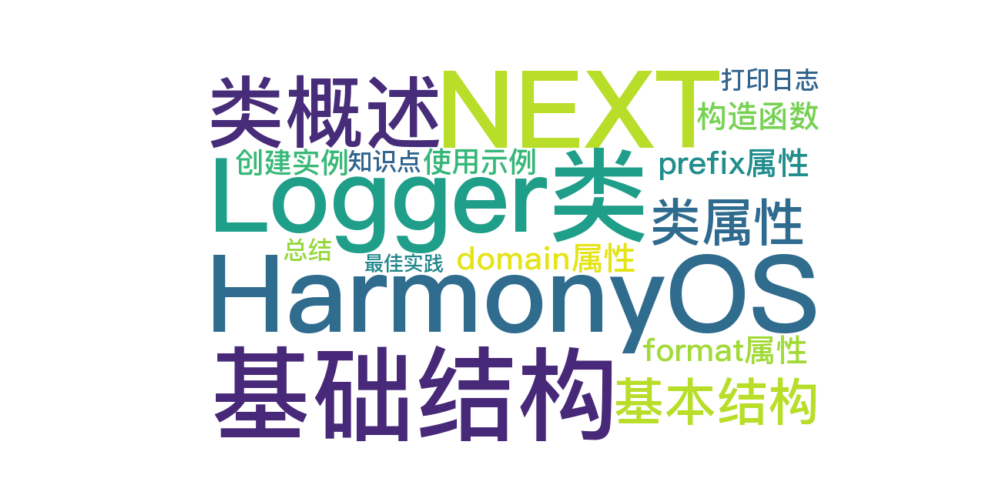 类概述
NEXT
打印日志
构造函数
创建实例
知识点
使用示例
prefix属性
Logger类
类属性
总结
最佳实践
domain属性
HarmonyOS
format属性
基础结构
基本结构